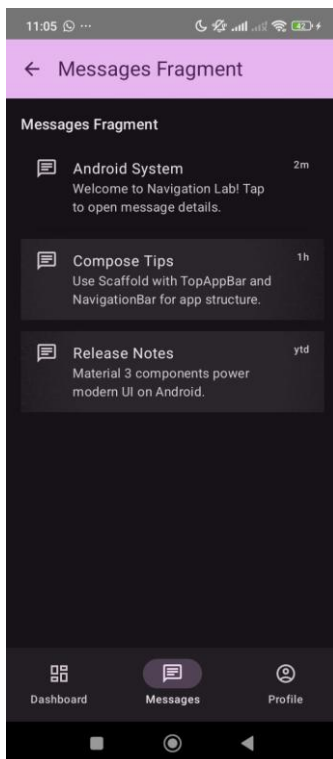 11:05 ...
42
Messages Fragment
Messages Fragment
Android System 2m
Welcome to Navigation Lab! Tap
to open message details.
Compose Tips 1h
Use Scaffold with TopAppBar and
NavigationBar for app structure.
Release Notes ytd
Material 3 components power
modern UI on Android.
Dashboard Messages Profile